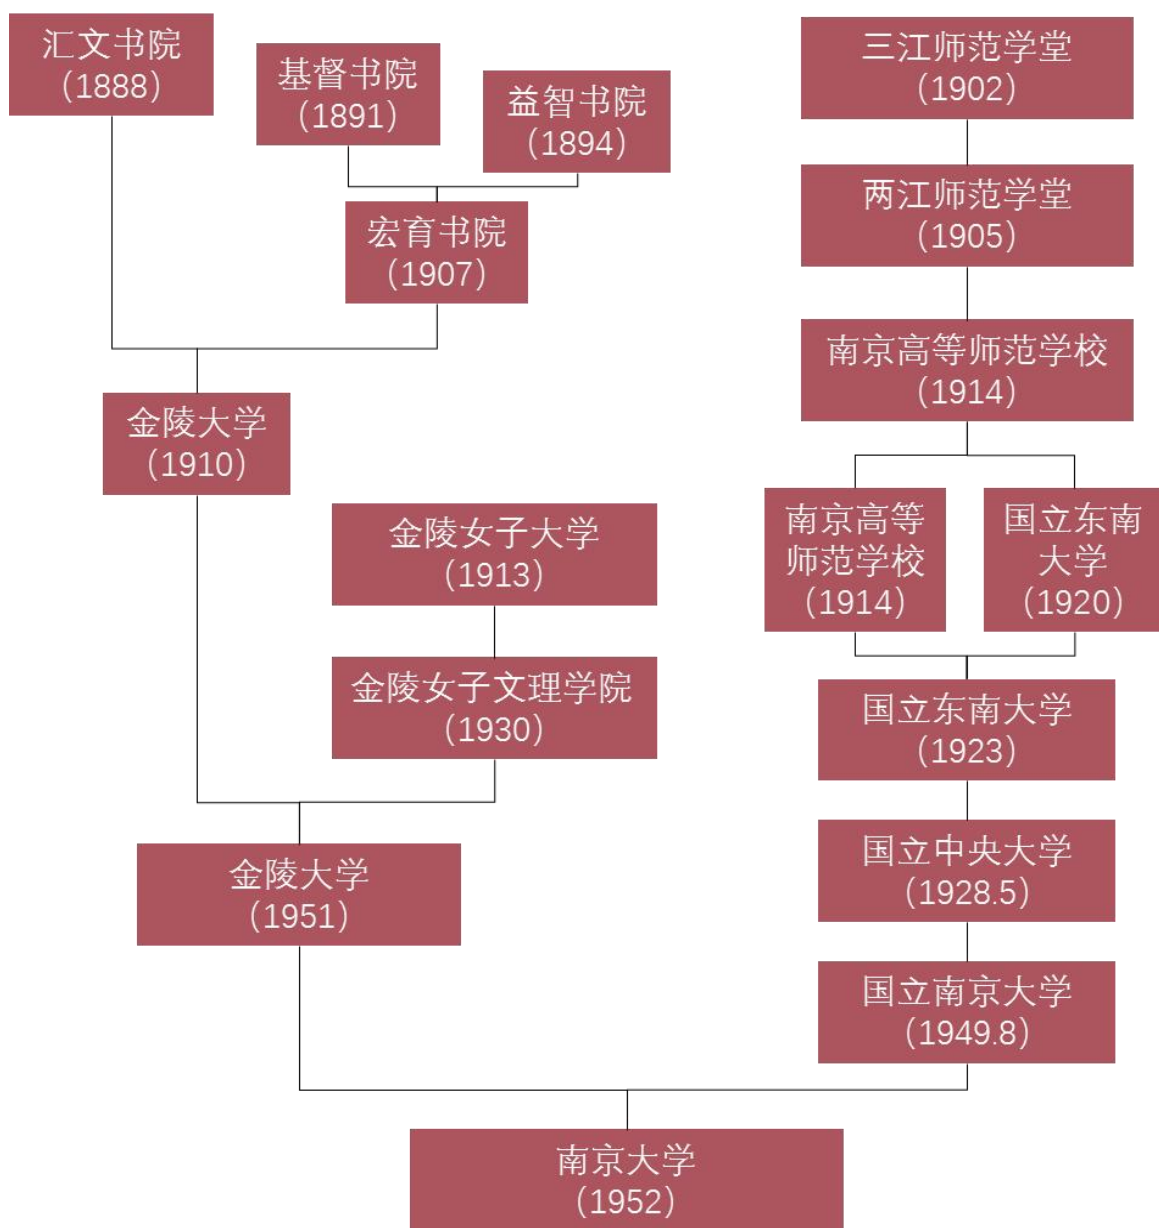 汇文书院
（1888）
基督书院
（1891）
益智书院
（1894）
宏育书院
（1907）
金陵大学
（1910）
金陵女子大学
（1913）
金陵女子文理学院
（1930）
金陵大学
（1951）
三江师范学堂
（1902）
两江师范学堂
（1905）
南京高等师范学校
（1914）
南京高等
师范学校
（1914）
国立东南
大学
（1920）
国立东南大学
（1923）
国立中央大学
（1928.5）
国立南京大学
（1949.8）
南京大学
（1952）